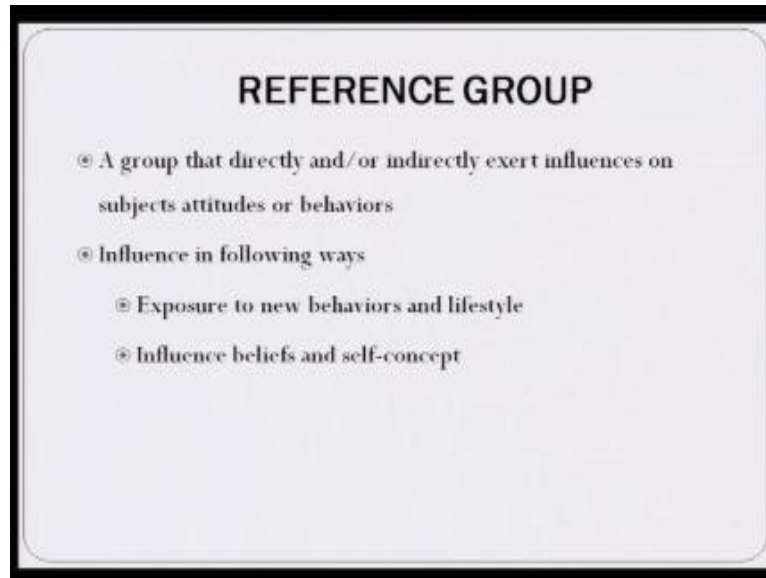 REFERENCE GROUP
A group that directly and/or indirectly exert influences on
subjects attitudes or behaviors
Influence in following ways
Exposure to new behaviors and lifestyle
Influence beliefs and self-concept